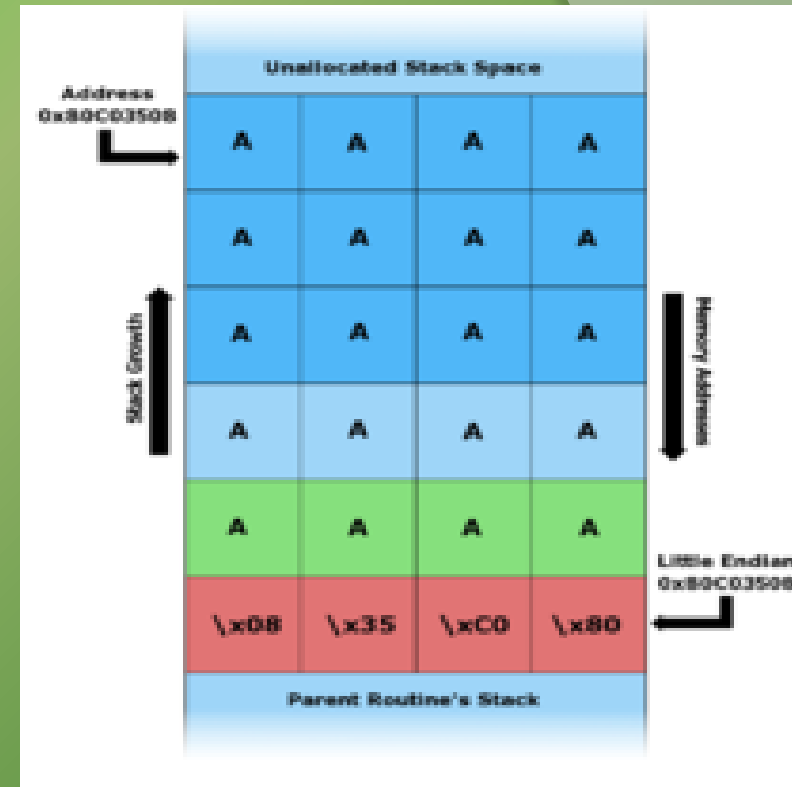 Unallocated Stack Space
Address
0x80C03508
A A A A
A A A A
A A A A
Stack Growth
Memory Addresses
A A A A
A A A A
Little Endian
0x80C03508
\x08 \x35 \xC0 \x80
Parent Routine's Stack